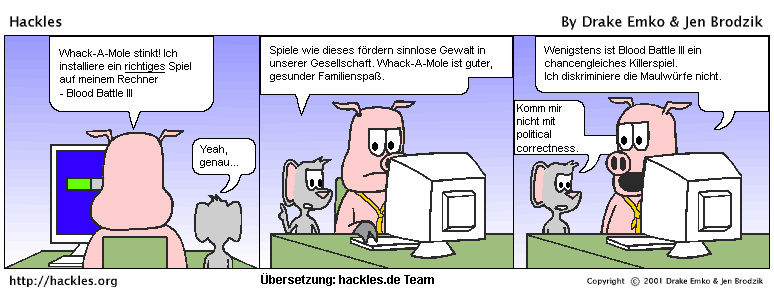 Hackles
By Drake Emko & Jen Brodzik
Whack-A-Mole stinkt! Ich
installiere ein richtiges Spiel
auf meinem Rechner
- Blood Battle III
Yeah,
genau...
Spiele wie dieses fördern sinnlose Gewalt in
unserer Gesellschaft. Whack-A-Mole ist guter,
gesunder Familienspaß.
Wenigstens ist Blood Battle III ein
chancengleiches Killerspiel.
Ich diskriminiere die Maulwürfe nicht.
Komm mir
nicht mit
political
correctness.
http://hackles.org
Übersetzung: hackles.de Team
Copyright © 2001 Drake Emko & Jen Brodzik